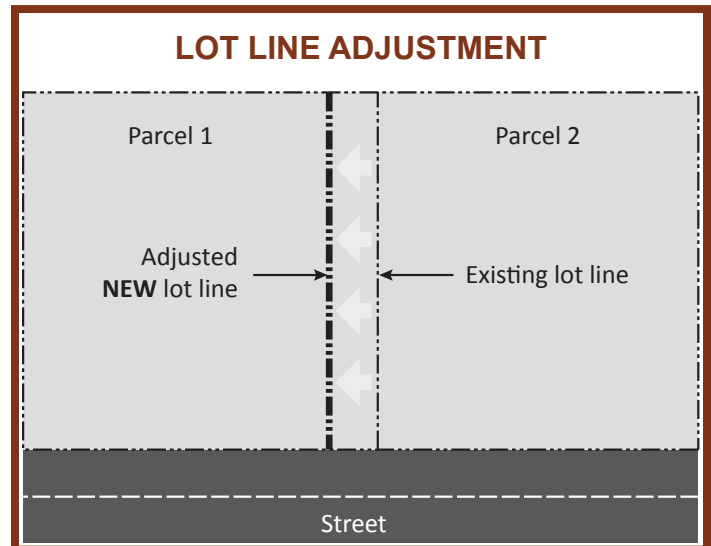 LOT LINE ADJUSTMENT
Parcel 1
Parcel 2
Adjusted
NEW lot line
Existing lot line
Street